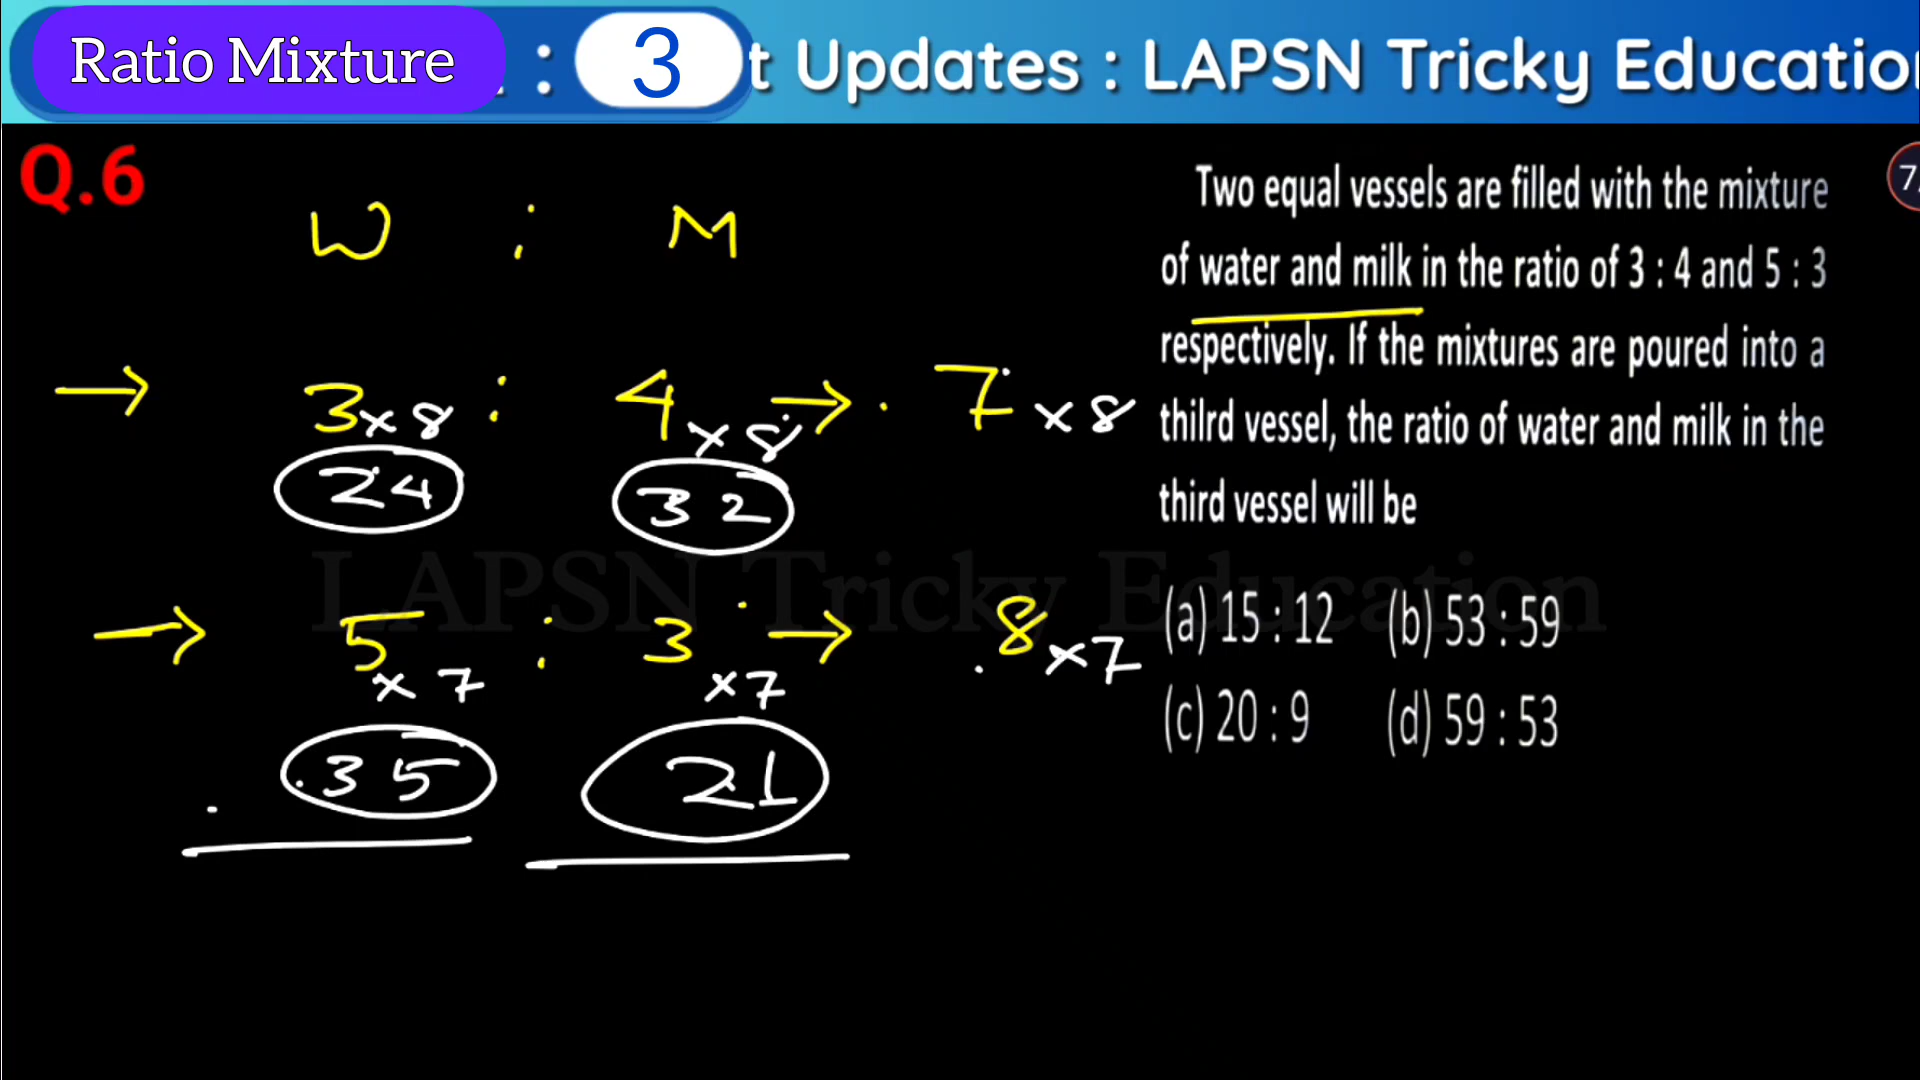 Ratio Mixture : 3 t Updates : LAPSN Tricky Education
Q.6
W : M
3 x 8 : 4 x 8 → 7 x 8
24 32
5 x 7 : 3 x 7 → 8 x 7
35 21
Two equal vessels are filled with the mixture
of water and milk in the ratio of 3 : 4 and 5 : 3
respectively. If the mixtures are poured into a
thilrd vessel, the ratio of water and milk in the
third vessel will be
(a) 15 : 12 (b) 53 : 59
(c) 20 : 9 (d) 59 : 53
LAPSN Tricky Education
7